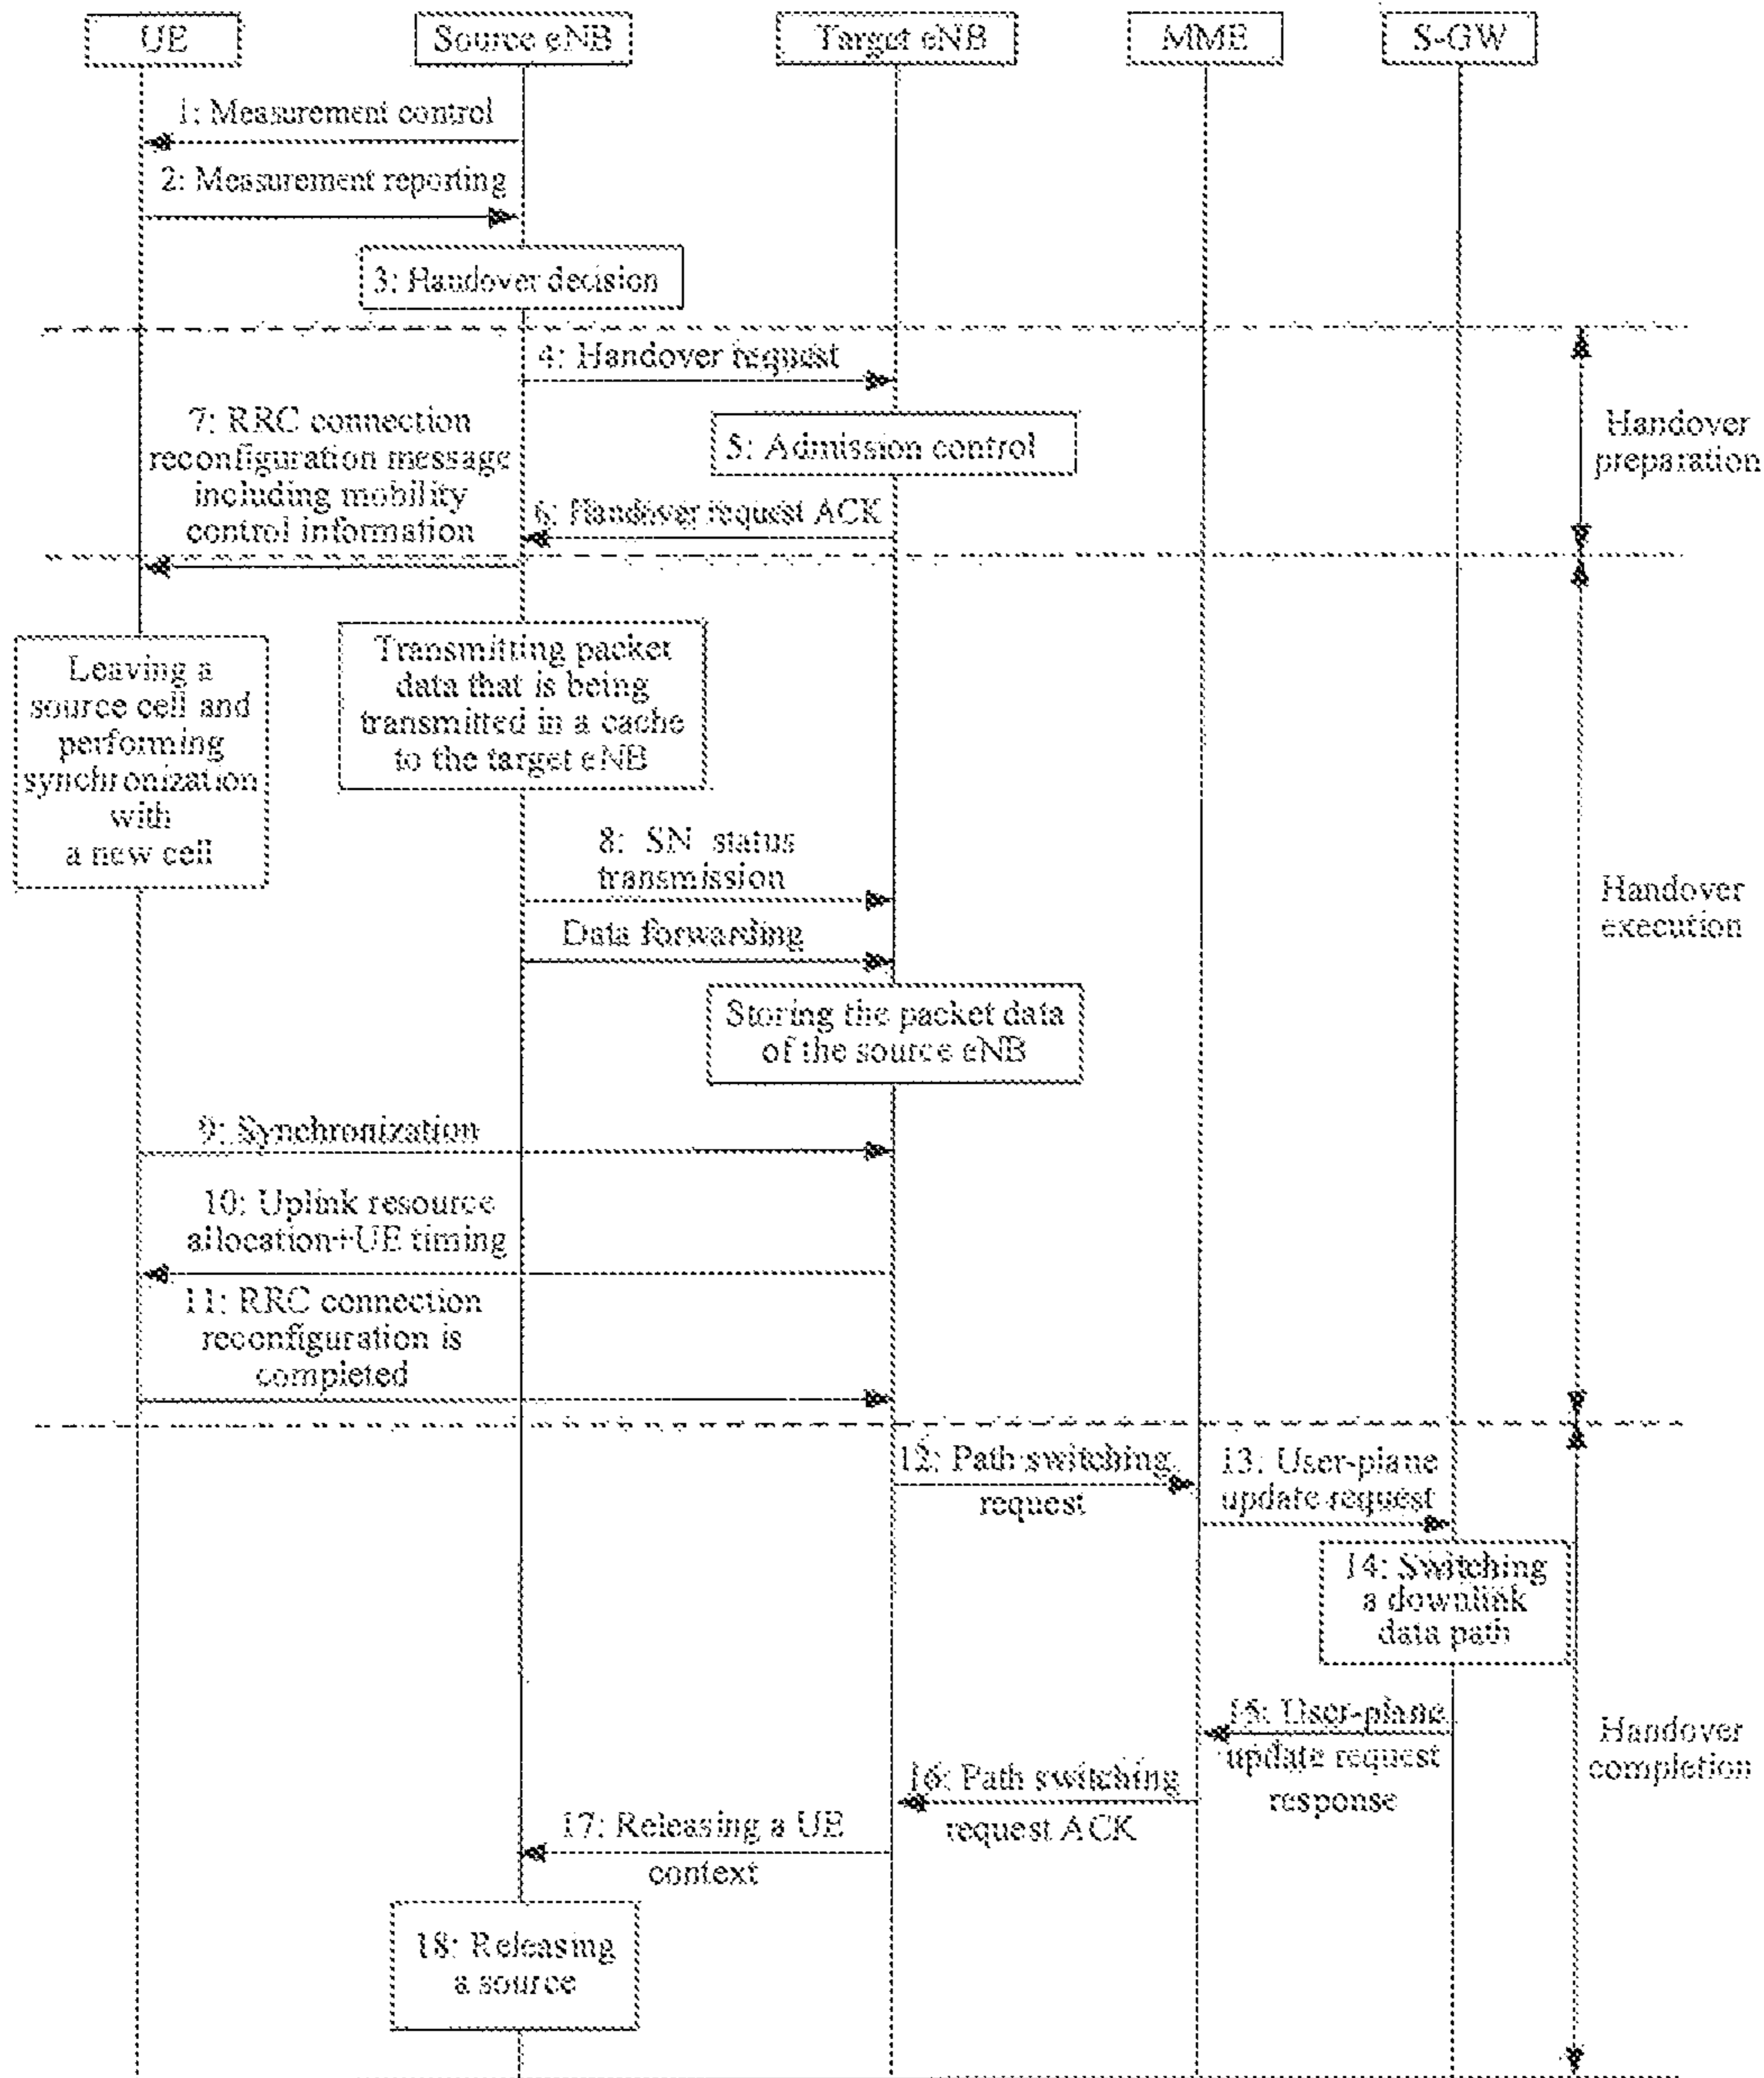 UE
Source eNB
Target eNB
MME
S-GW
1: Measurement control
2: Measurement reporting
3: Handover decision
4: Handover request
7: RRC connection
reconfiguration message
including mobility
control information
5: Admission control
6: Handover request ACK
Handover
preparation
Leaving a
source cell and
performing
synchronization
with
a new cell
Transmitting packet
data that is being
transmitted in a cache
to the target eNB
8: SN status
transmission
Data forwarding
Handover
execution
Storing the packet data
of the source eNB
9: Synchronization
10: Uplink resource
allocation+UE timing
11: RRC connection
reconfiguration is
completed
12: Path switching
request
13: User-plane
update request
14: Switching
a downlink
data path
15: User-plane
update request
response
Handover
completion
16: Path switching
request ACK
17: Releasing a UE
context
18: Releasing
a source